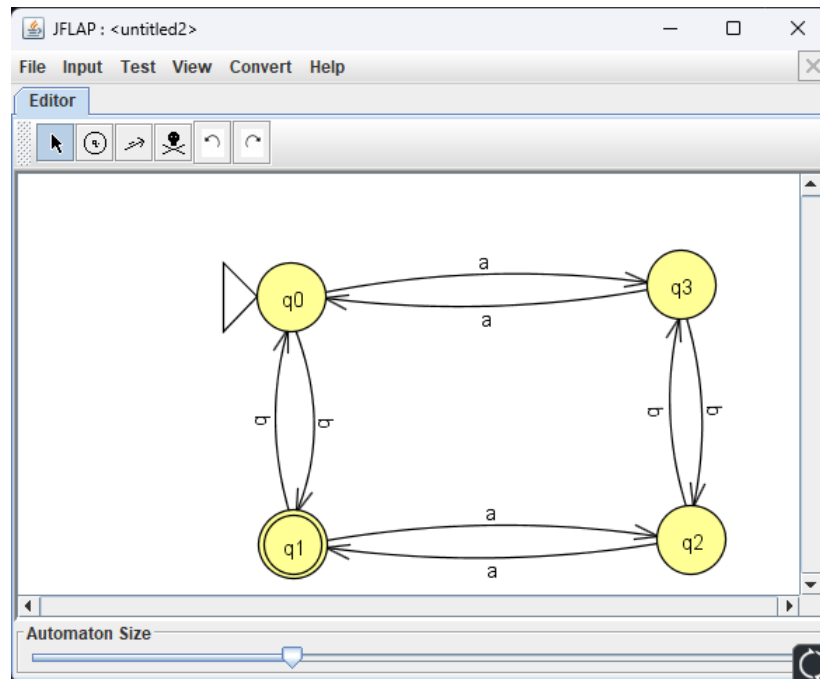 JFLAP : <untitled2>
File Input Test View Convert Help
Editor
q
a
q0
q3
a
b
b
b
b
a
q1
q2
a
Automaton Size